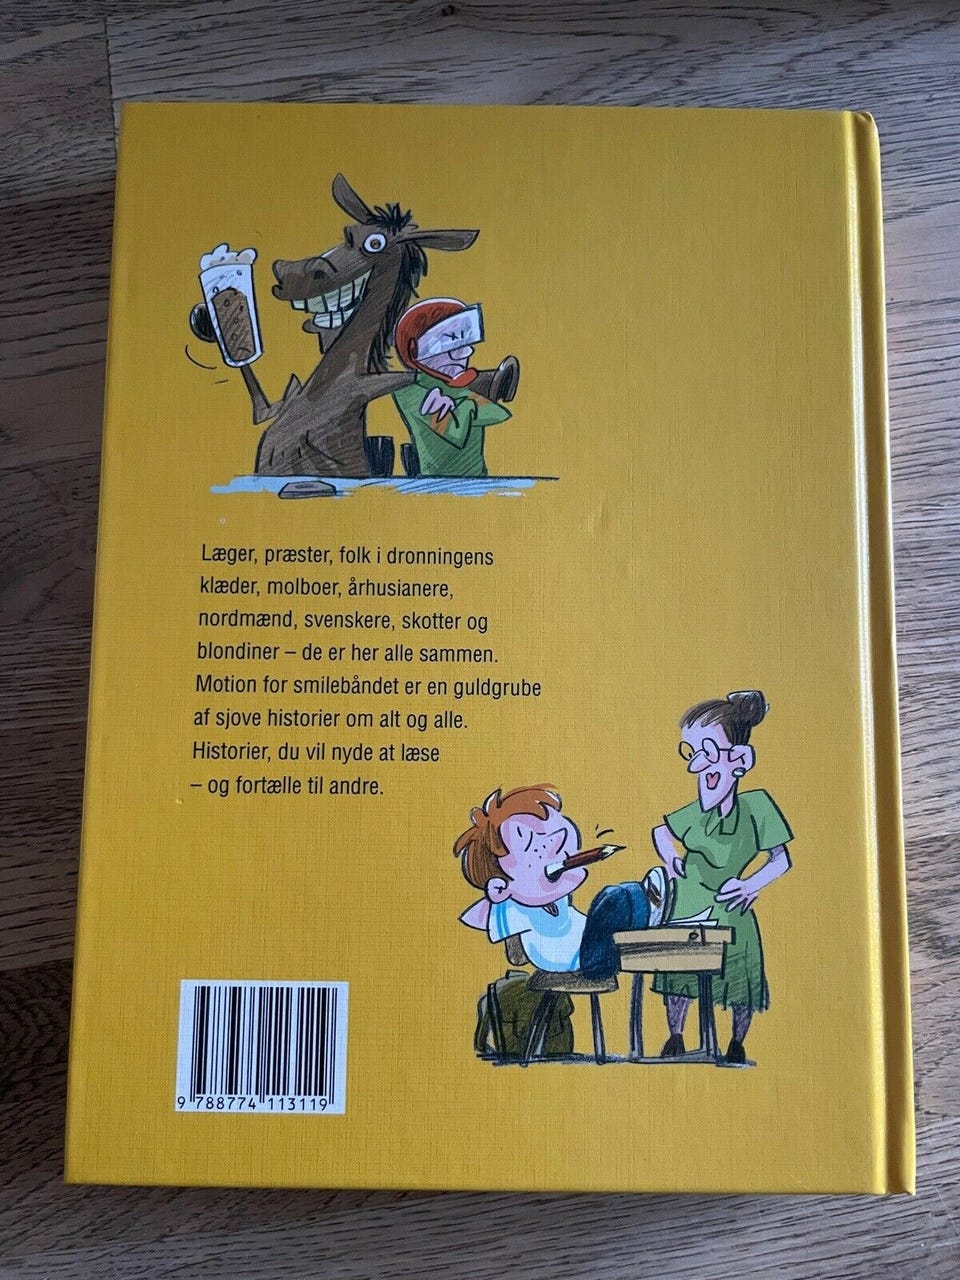 Læger, præster, folk i dronningens
klæder, molboer, århusianere,
nordmænd, svenskere, skotter og
blondiner – de er her alle sammen.
Motion for smilebåndet er en guldgrube
af sjove historier om alt og alle.
Historier, du vil nyde at læse
– og fortælle til andre.
9 788774 113119